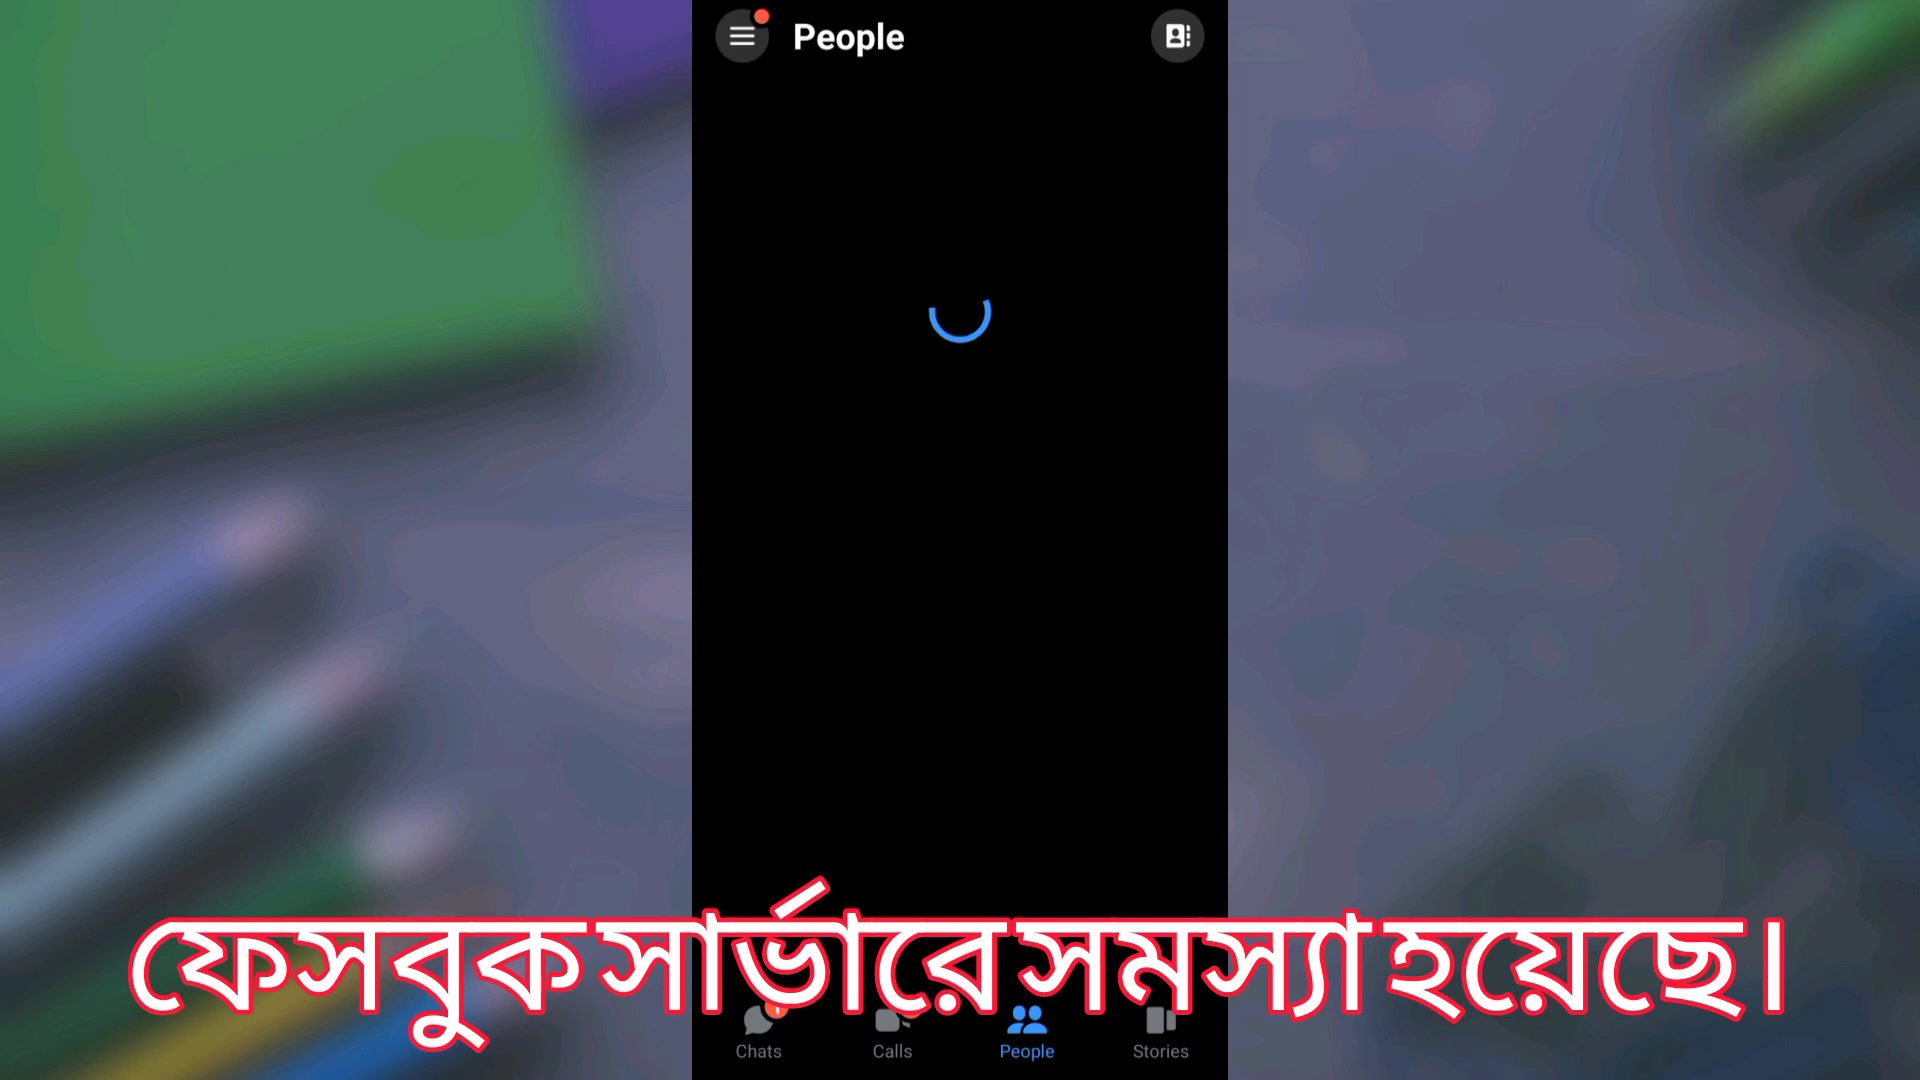 People
ফেসবুক সার্ভারে সমস্যা হয়েছে।
Chats
Calls
People
Stories